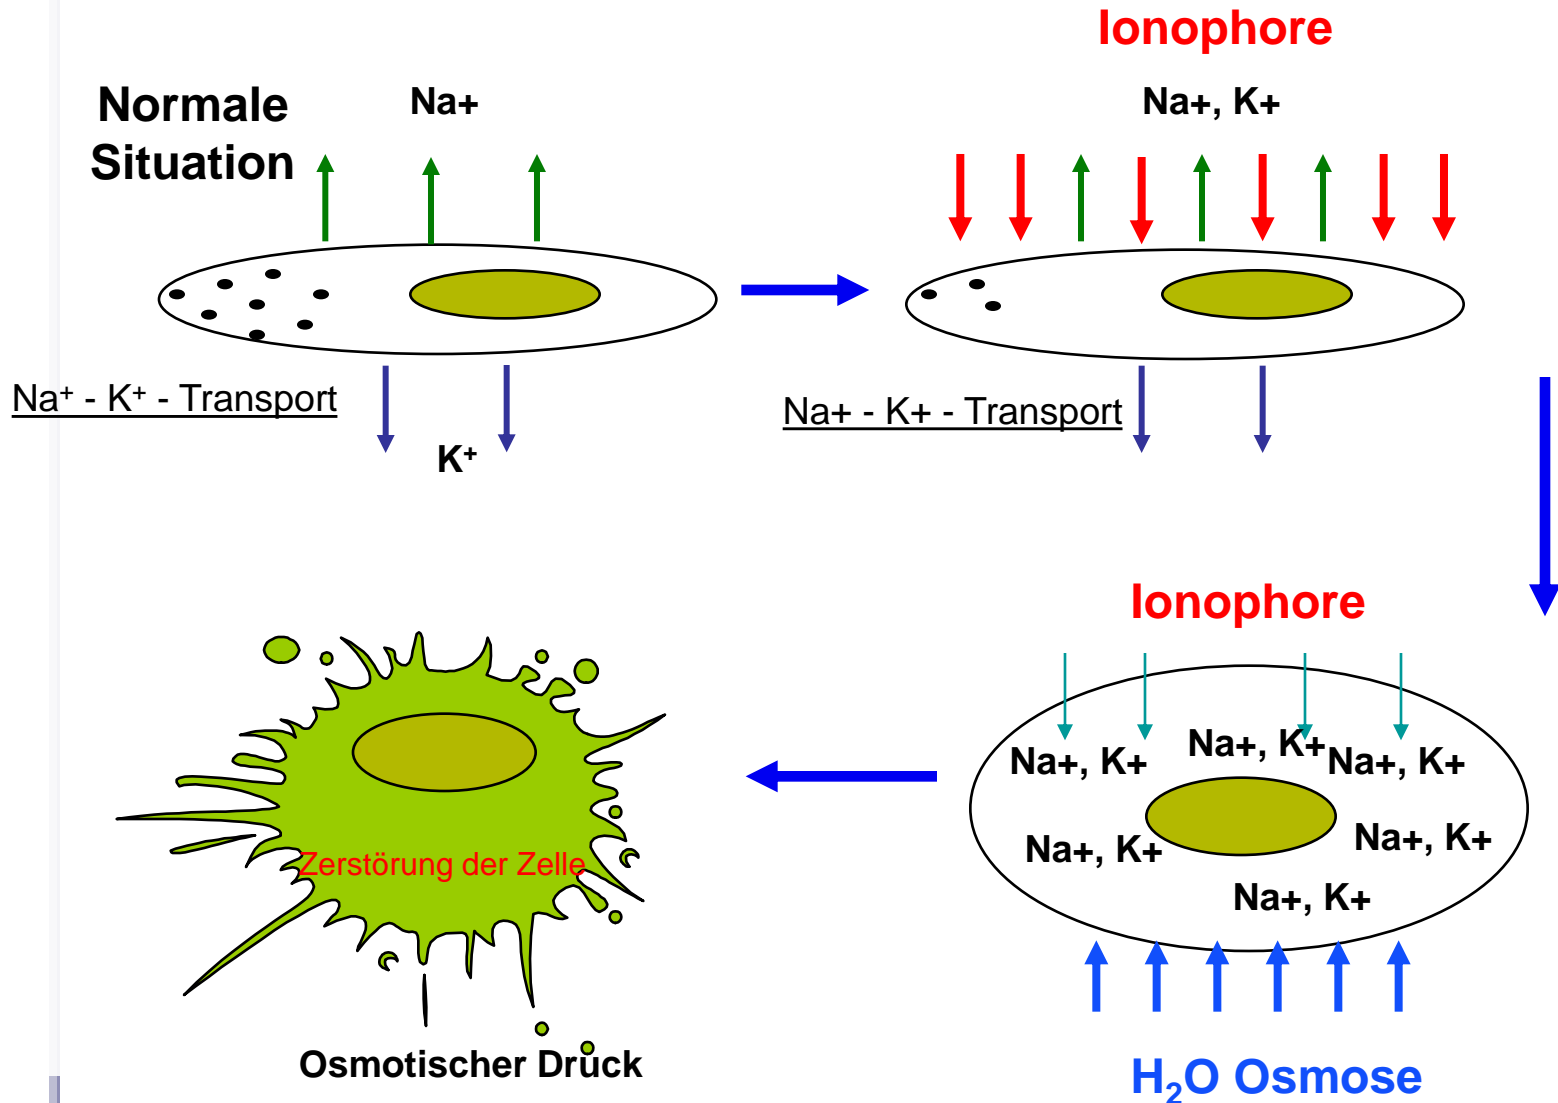 Ionophore
Normale
Situation
Na+
Na+, K+
Na⁺ - K⁺ - Transport
K⁺
Na+ - K+ - Transport
Ionophore
Na+, K+
Na+, K+
Na+, K+
Na+, K+
Na+, K+
Na+, K+
Zerstörung der Zelle
Osmotischer Druck
H₂O Osmose